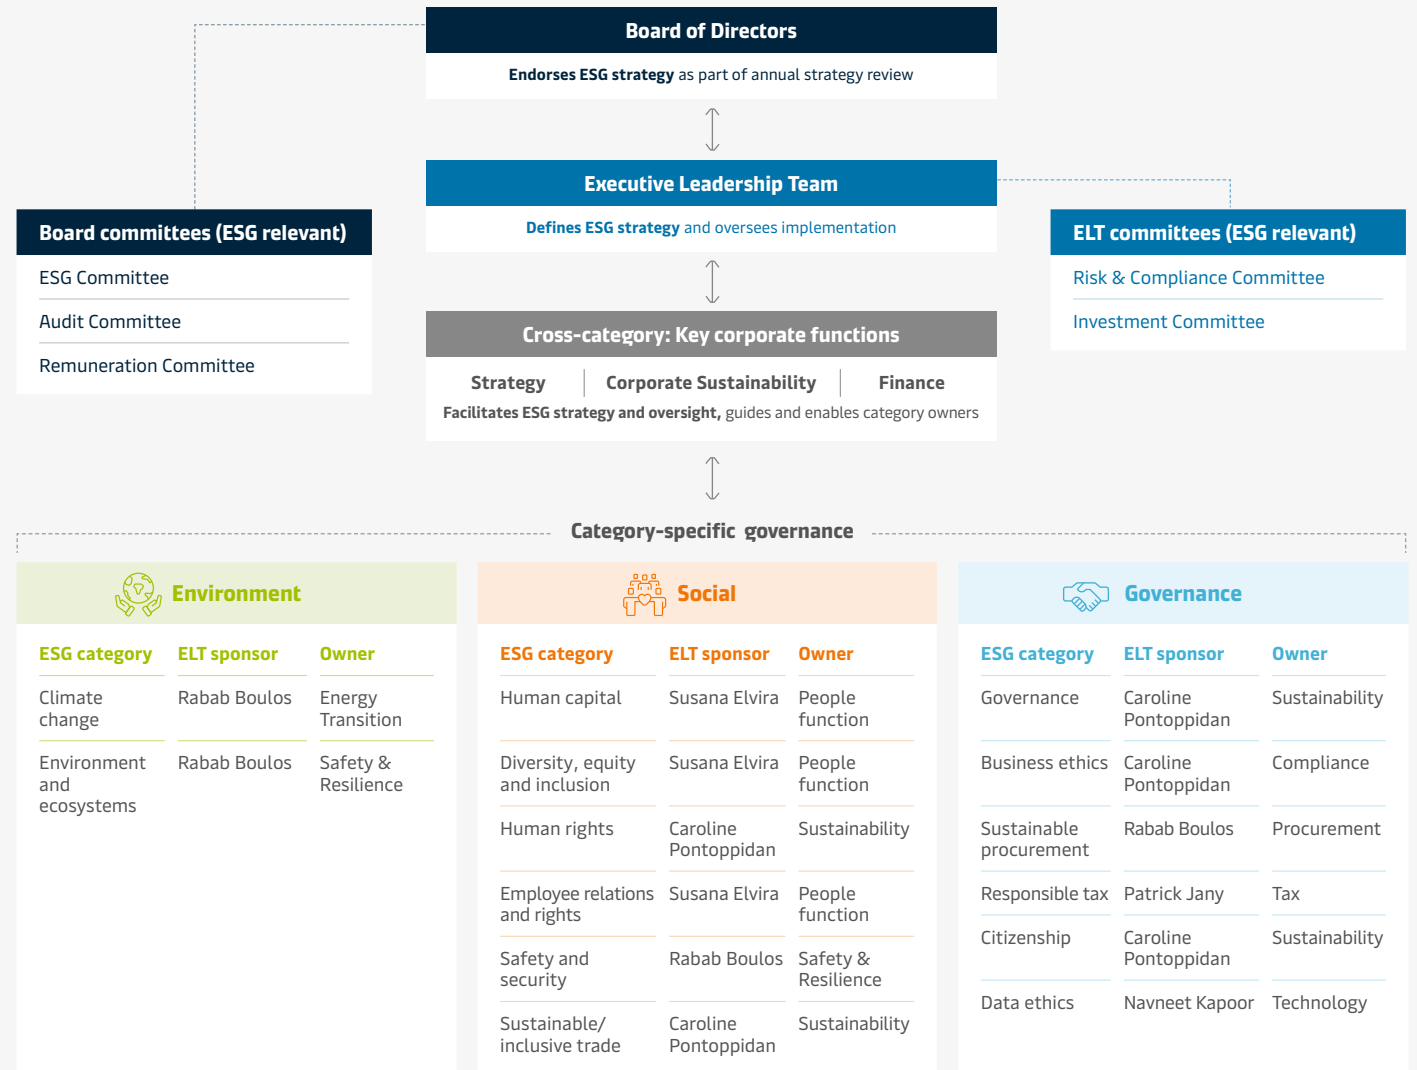 Board of Directors
Endorses ESG strategy as part of annual strategy review
Executive Leadership Team
Defines ESG strategy and oversees implementation
Board committees (ESG relevant)
ESG Committee
Audit Committee
Remuneration Committee
ELT committees (ESG relevant)
Risk & Compliance Committee
Investment Committee
Cross-category: Key corporate functions
Strategy
Corporate Sustainability
Finance
Facilitates ESG strategy and oversight, guides and enables category owners
Category-specific governance
Environment
ESG category
ELT sponsor
Owner
Climate
change
Rabab Boulos
Energy
Transition
Environment
and
ecosystems
Rabab Boulos
Safety &
Resilience
Social
ESG category
ELT sponsor
Owner
Human capital
Susana Elvira
People
function
Diversity, equity
and inclusion
Susana Elvira
People
function
Human rights
Caroline
Pontoppidan
Sustainability
Employee relations
and rights
Susana Elvira
People
function
Safety and
security
Rabab Boulos
Safety &
Resilience
Sustainable/
inclusive trade
Caroline
Pontoppidan
Sustainability
Governance
ESG category
ELT sponsor
Owner
Governance
Caroline
Pontoppidan
Sustainability
Business ethics
Caroline
Pontoppidan
Compliance
Sustainable
procurement
Rabab Boulos
Procurement
Responsible tax
Patrick Jany
Tax
Citizenship
Caroline
Pontoppidan
Sustainability
Data ethics
Navneet Kapoor
Technology